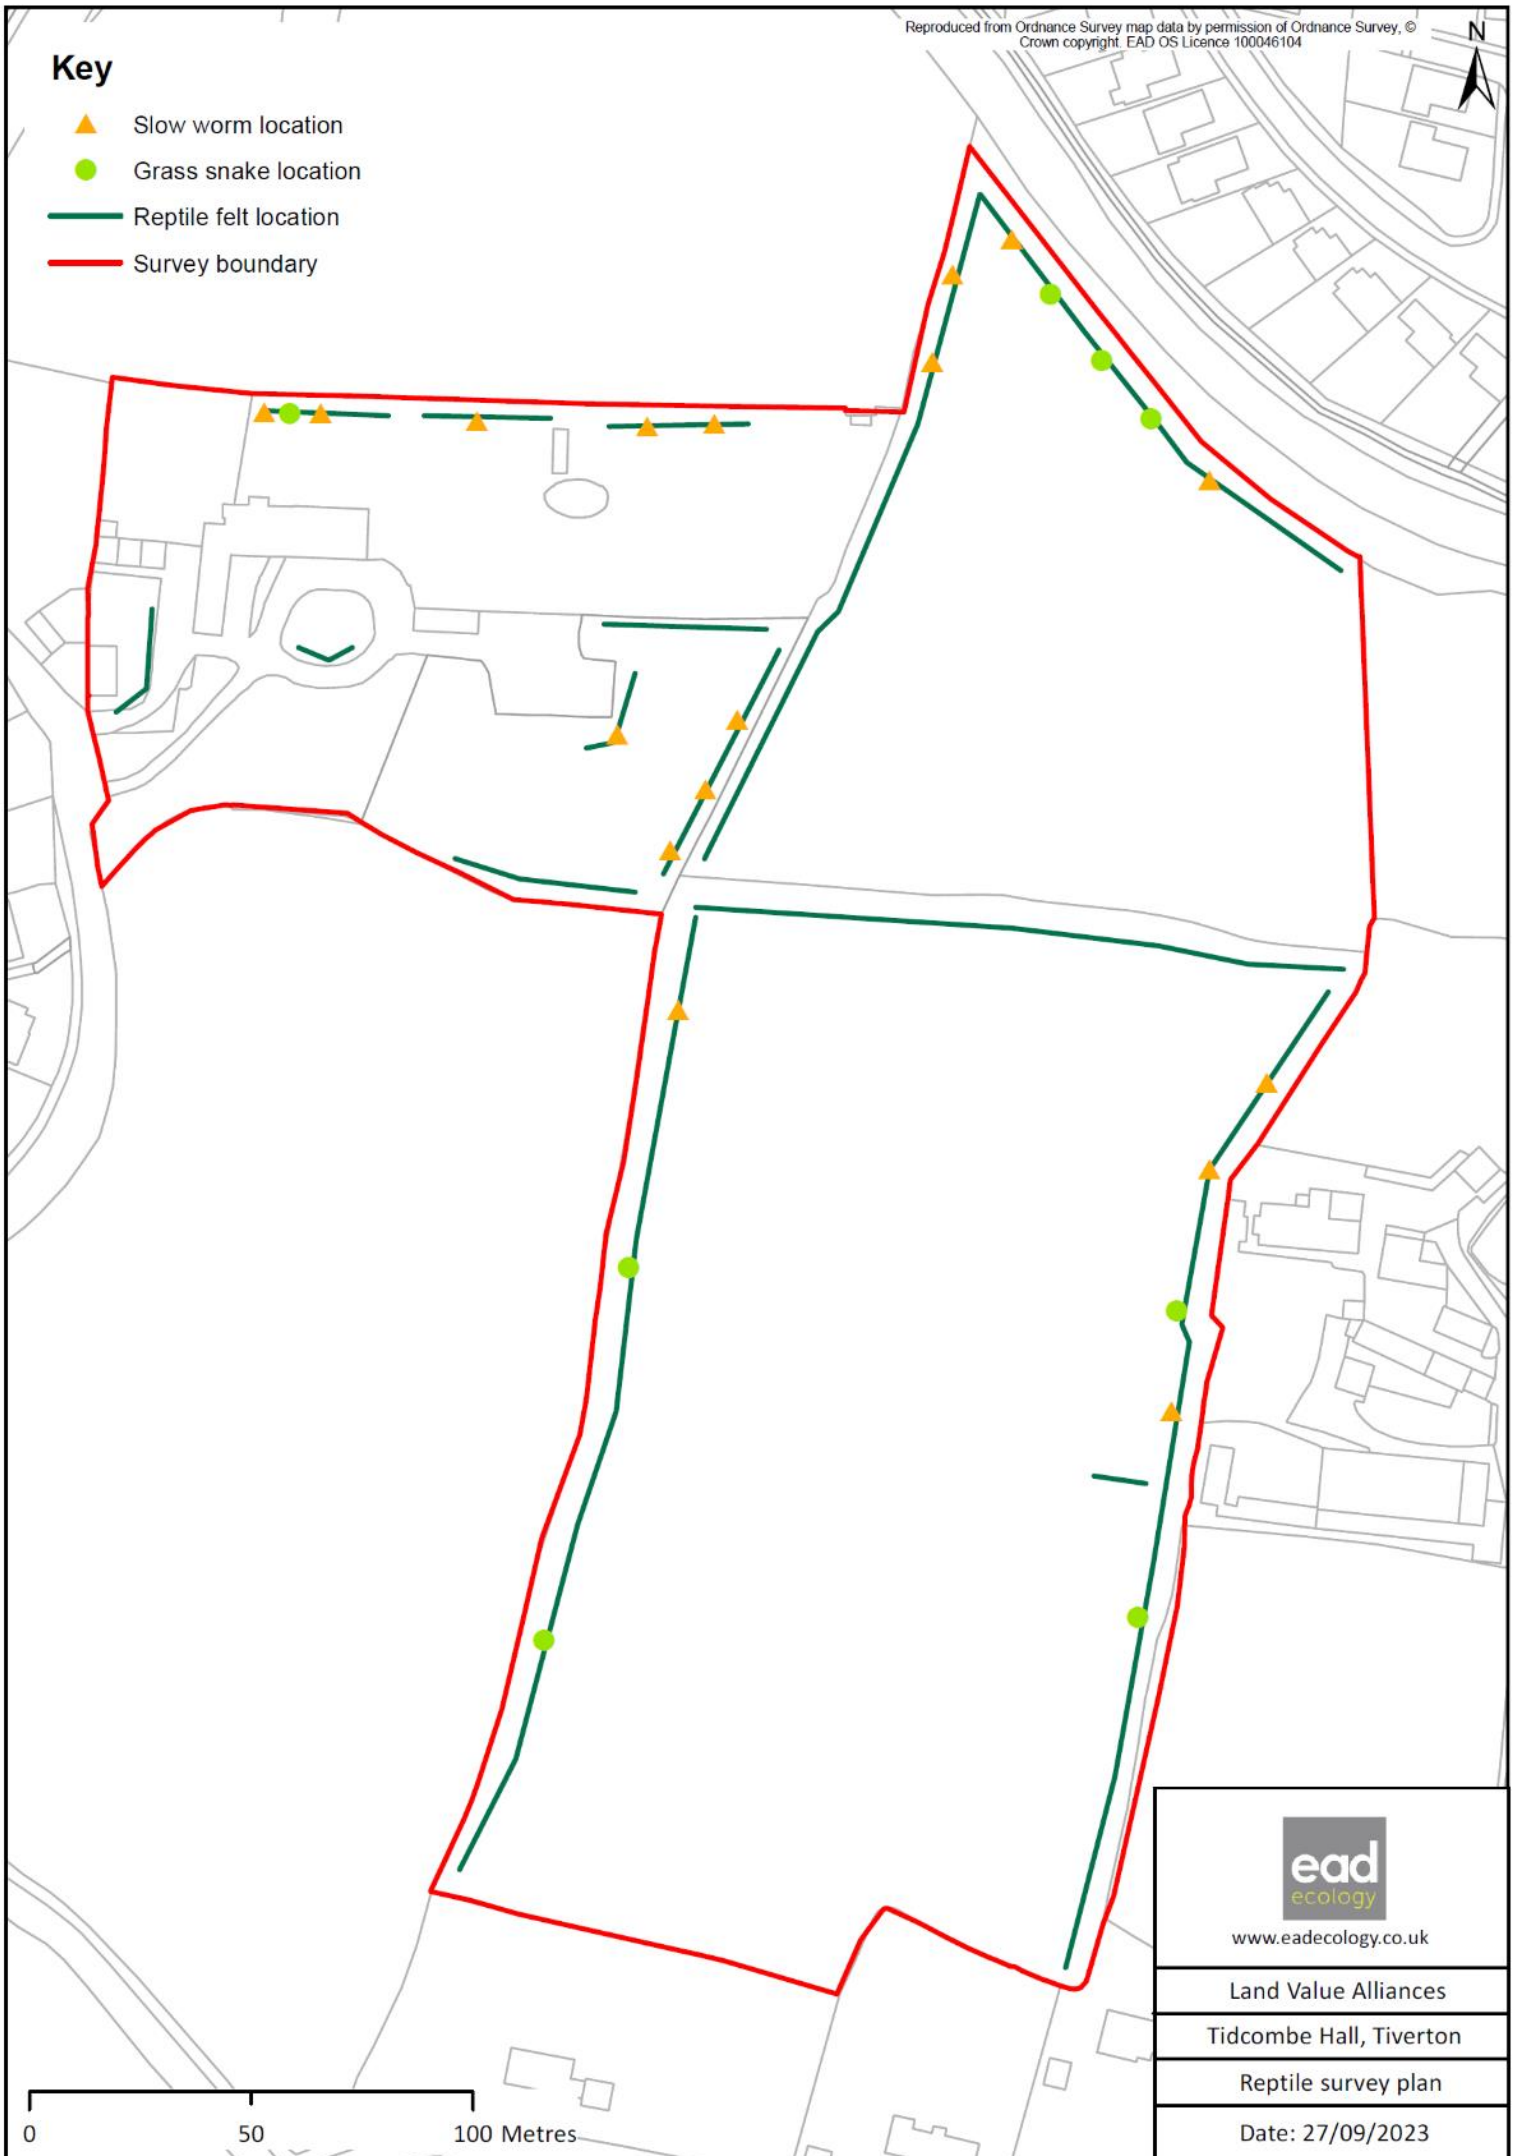 Reproduced from Ordnance Survey map data by permission of Ordnance Survey, ©
Crown copyright. EAD OS Licence 100046104
N
Key
Slow worm location
Grass snake location
Reptile felt location
Survey boundary
ead
ecology
www.eadecology.co.uk
Land Value Alliances
Tidcombe Hall, Tiverton
Reptile survey plan
Date: 27/09/2023
0 50 100 Metres